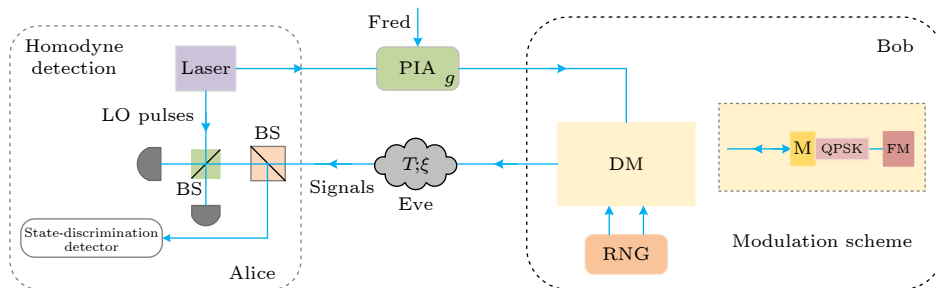 Fred
Homodyne
detection
Laser
PIA
g
Bob
LO pulses
BS
BS
Signals
T;ξ
Eve
DM
M
QPSK
FM
State-discrimination
detector
Alice
RNG
Modulation scheme